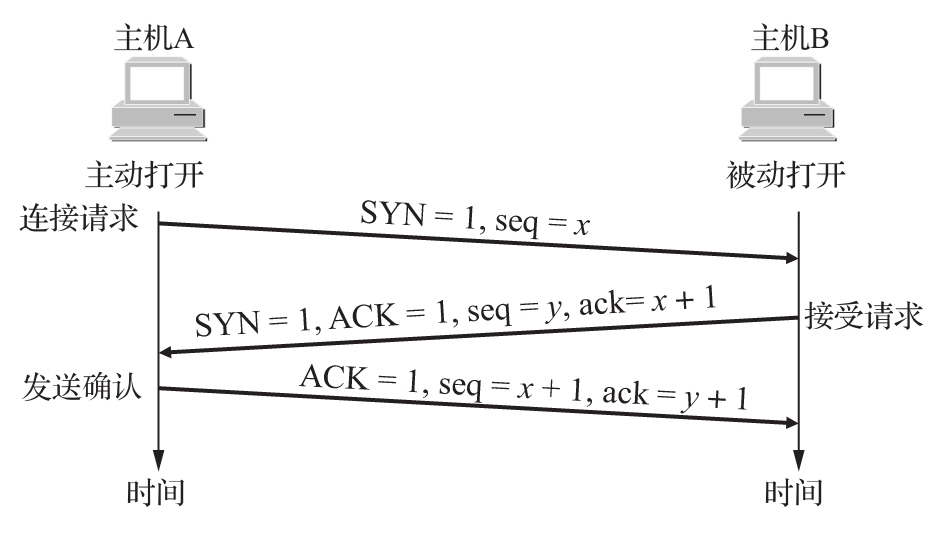 主机A
主机B
主动打开
被动打开
连接请求
SYN = 1, seq = x
SYN = 1, ACK = 1, seq = y, ack= x + 1
接受请求
发送确认
ACK = 1, seq = x + 1, ack = y + 1
时间
时间